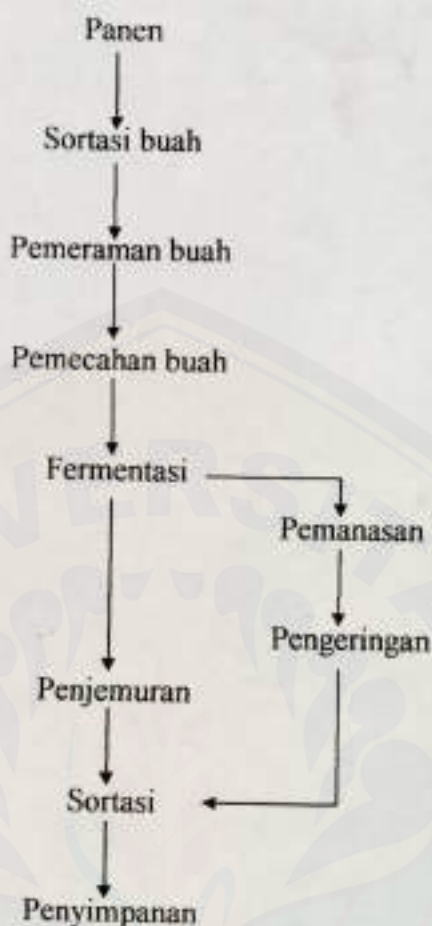 Panen
Sortasi buah
Pemeraman buah
Pemecahan buah
Fermentasi
Pemanasan
Pengeringan
Penjemuran
Sortasi
Penyimpanan